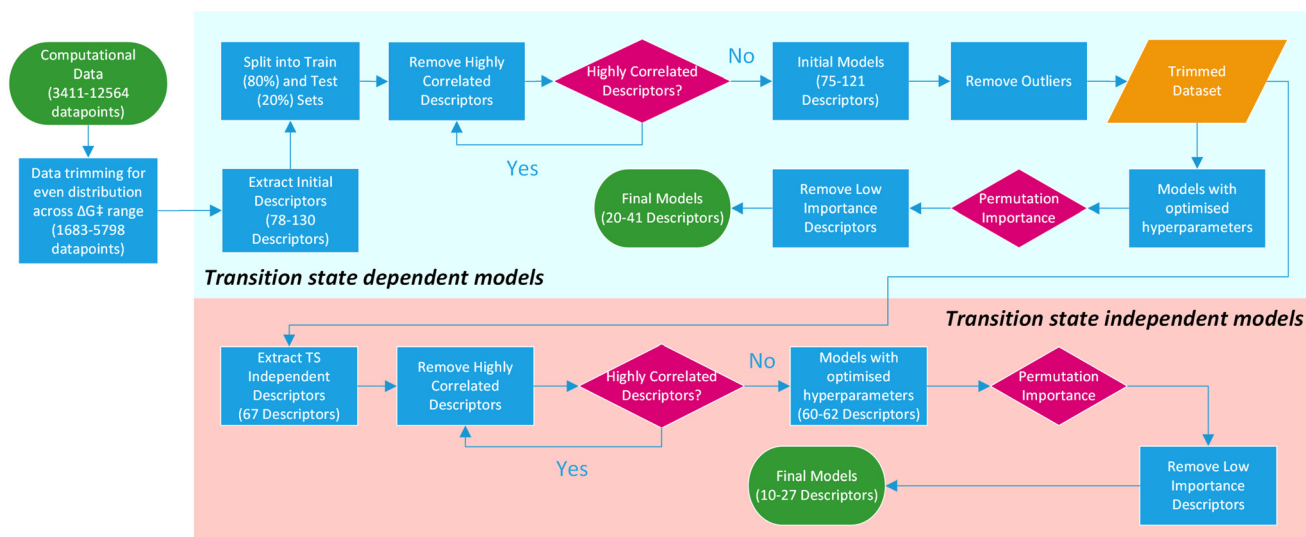 Computational
Data
(3411-12564
datapoints)
Data trimming for
even distribution
across ΔG‡ range
(1683-5798
datapoints)
Split into Train
(80%) and Test
(20%) Sets
Remove Highly
Correlated
Descriptors
Highly Correlated
Descriptors?
No
Yes
Initial Models
(75-121
Descriptors)
Remove Outliers
Trimmed
Dataset
Extract Initial
Descriptors
(78-130
Descriptors)
Final Models
(20-41 Descriptors)
Remove Low
Importance
Descriptors
Permutation
Importance
Models with
optimised
hyperparameters
Transition state dependent models
Transition state independent models
Extract TS
Independent
Descriptors
(67 Descriptors)
Remove Highly
Correlated
Descriptors
Highly Correlated
Descriptors?
No
Yes
Models with
optimised
hyperparameters
(60-62 Descriptors)
Permutation
Importance
Final Models
(10-27 Descriptors)
Remove Low
Importance
Descriptors